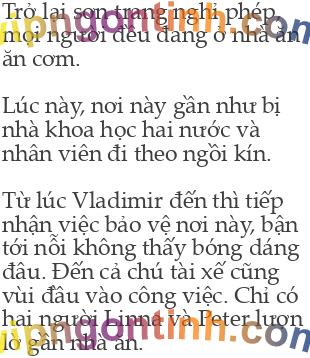 Trở lại sơn trang nghỉ phép,
mọi người đều đang ở nhà ăn
ăn cơm.
Lúc này, nơi này gần như bị
nhà khoa học hai nước và
nhân viên đi theo ngồi kín.
Từ lúc Vladimir đến thì tiếp
nhận việc bảo vệ nơi này, bận
tới nỗi không thấy bóng dáng
đâu. Đến cả chú tài xế cũng
vùi đầu vào công việc. Chỉ có
hai người Linna và Peter lượn
lờ gần nhà ăn.
vipngontinh.com
vipngontinh.com